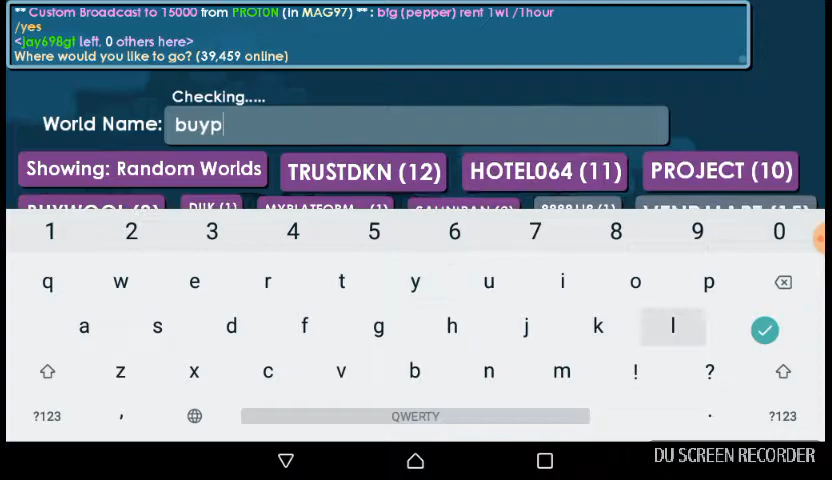 ** Custom Broadcast to 15000 from PROTON (in MAG97) ** : big (pepper) rent 1wl /1hour
/yes
<jay698gt left, 0 others here>
Where would you like to go? (39,459 online)
Checking.....
World Name: buyp
Showing: Random Worlds TRUSTDKN (12) HOTEL064 (11) PROJECT (10)
1 2 3 4 5 6 7 8 9 0
q w e r t y u i o p
a s d f g h j k l
z x c v b n m ! ?
?123 , QWERTY . ?123
DU SCREEN RECORDER